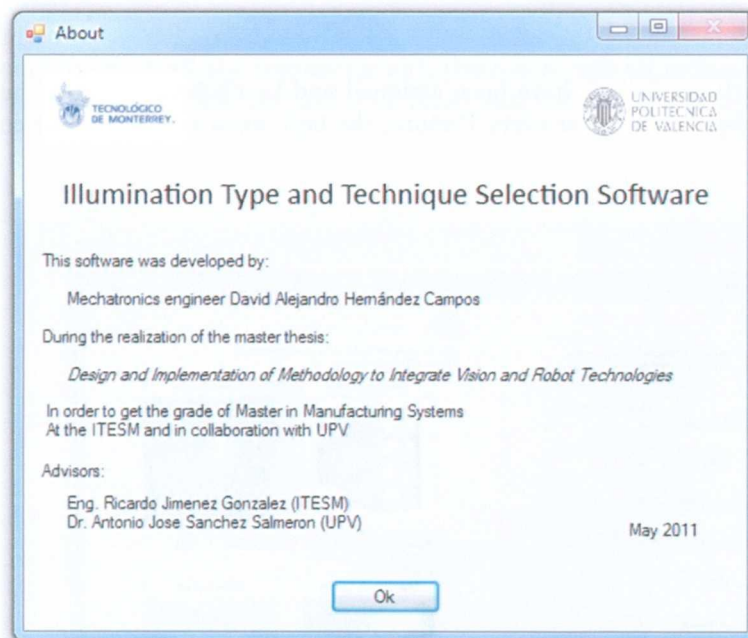 About
TECNOLÓGICO
DE MONTERREY.
UNIVERSIDAD
POLITECNICA
DE VALENCIA
Illumination Type and Technique Selection Software
This software was developed by:
Mechatronics engineer David Alejandro Hernández Campos
During the realization of the master thesis:
Design and Implementation of Methodology to Integrate Vision and Robot Technologies
In order to get the grade of Master in Manufacturing Systems
At the ITESM and in collaboration with UPV
Advisors:
Eng. Ricardo Jimenez Gonzalez (ITESM)
Dr. Antonio Jose Sanchez Salmeron (UPV)
May 2011
Ok